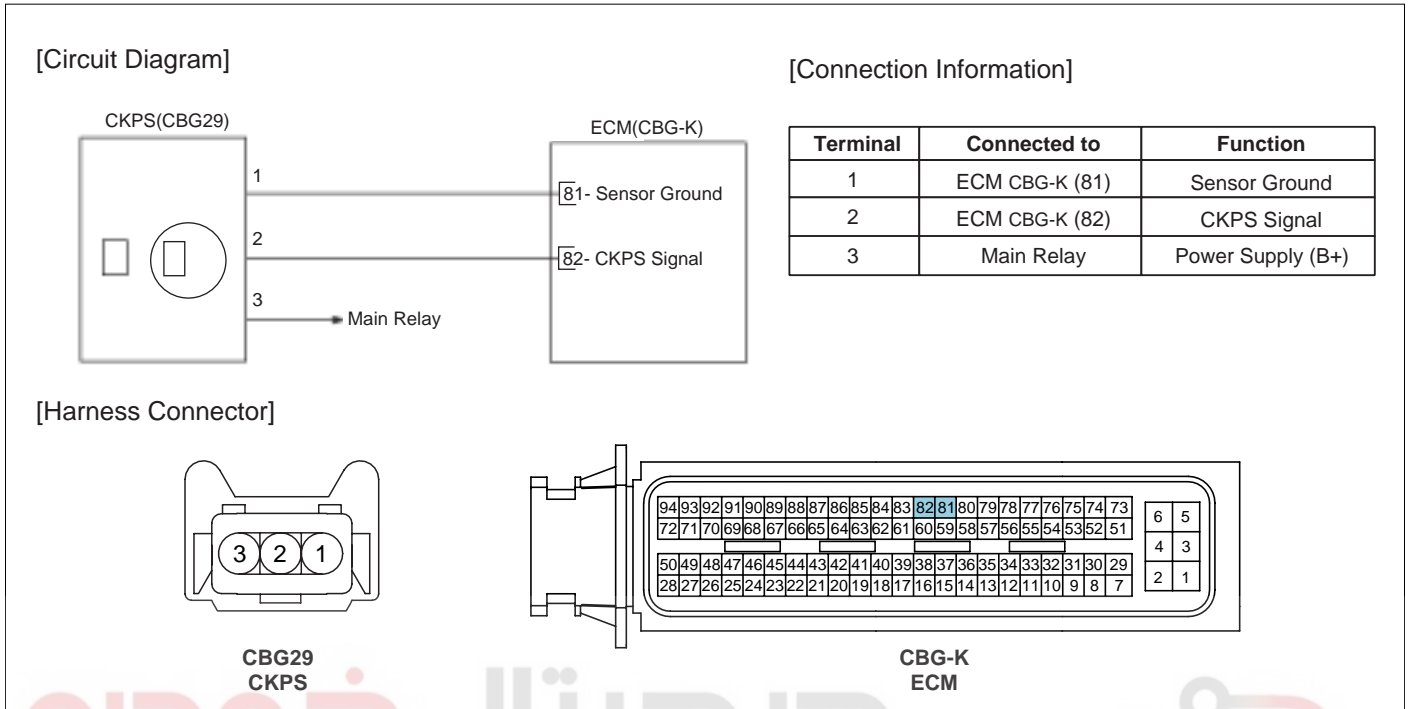 [Circuit Diagram]
CKPS(CBG29)
ECM(CBG-K)
1
81- Sensor Ground
2
82- CKPS Signal
3
Main Relay
[Connection Information]
Terminal Connected to Function
1 ECM CBG-K (81) Sensor Ground
2 ECM CBG-K (82) CKPS Signal
3 Main Relay Power Supply (B+)
[Harness Connector]
3 2 1
CBG29
CKPS
94 93 92 91 90 89 88 87 86 85 84 83 82 81 80 79 78 77 76 75 74 73
72 71 70 69 68 67 66 65 64 63 62 61 60 59 58 57 56 55 54 53 52 51
50 49 48 47 46 45 44 43 42 41 40 39 38 37 36 35 34 33 32 31 30 29
28 27 26 25 24 23 22 21 20 19 18 17 16 15 14 13 12 11 10 9 8 7
6 5
4 3
2 1
CBG-K
ECM